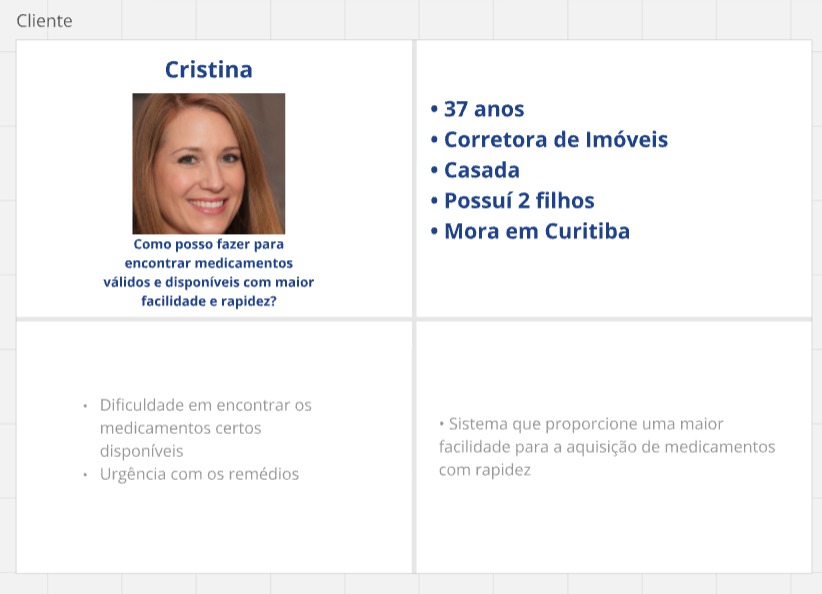 Cliente
Cristina
Como posso fazer para
encontrar medicamentos
válidos e disponíveis com maior
facilidade e rapidez?
• 37 anos
• Corretora de Imóveis
• Casada
• Possuí 2 filhos
• Mora em Curitiba
• Dificuldade em encontrar os
medicamentos certos
disponíveis
• Urgência com os remédios
• Sistema que proporcione uma maior
facilidade para a aquisição de medicamentos
com rapidez